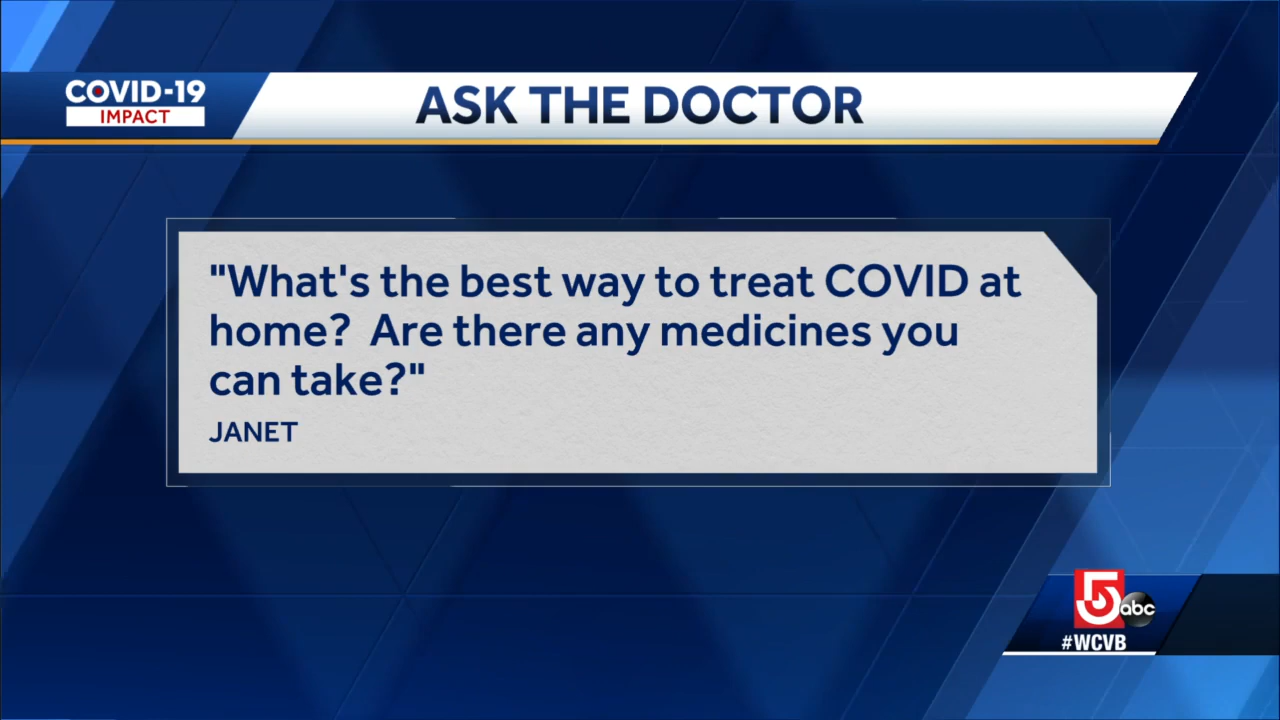 COVID-19
IMPACT
ASK THE DOCTOR
"What's the best way to treat COVID at
home?  Are there any medicines you
can take?"
JANET
5 abc
#WCVB